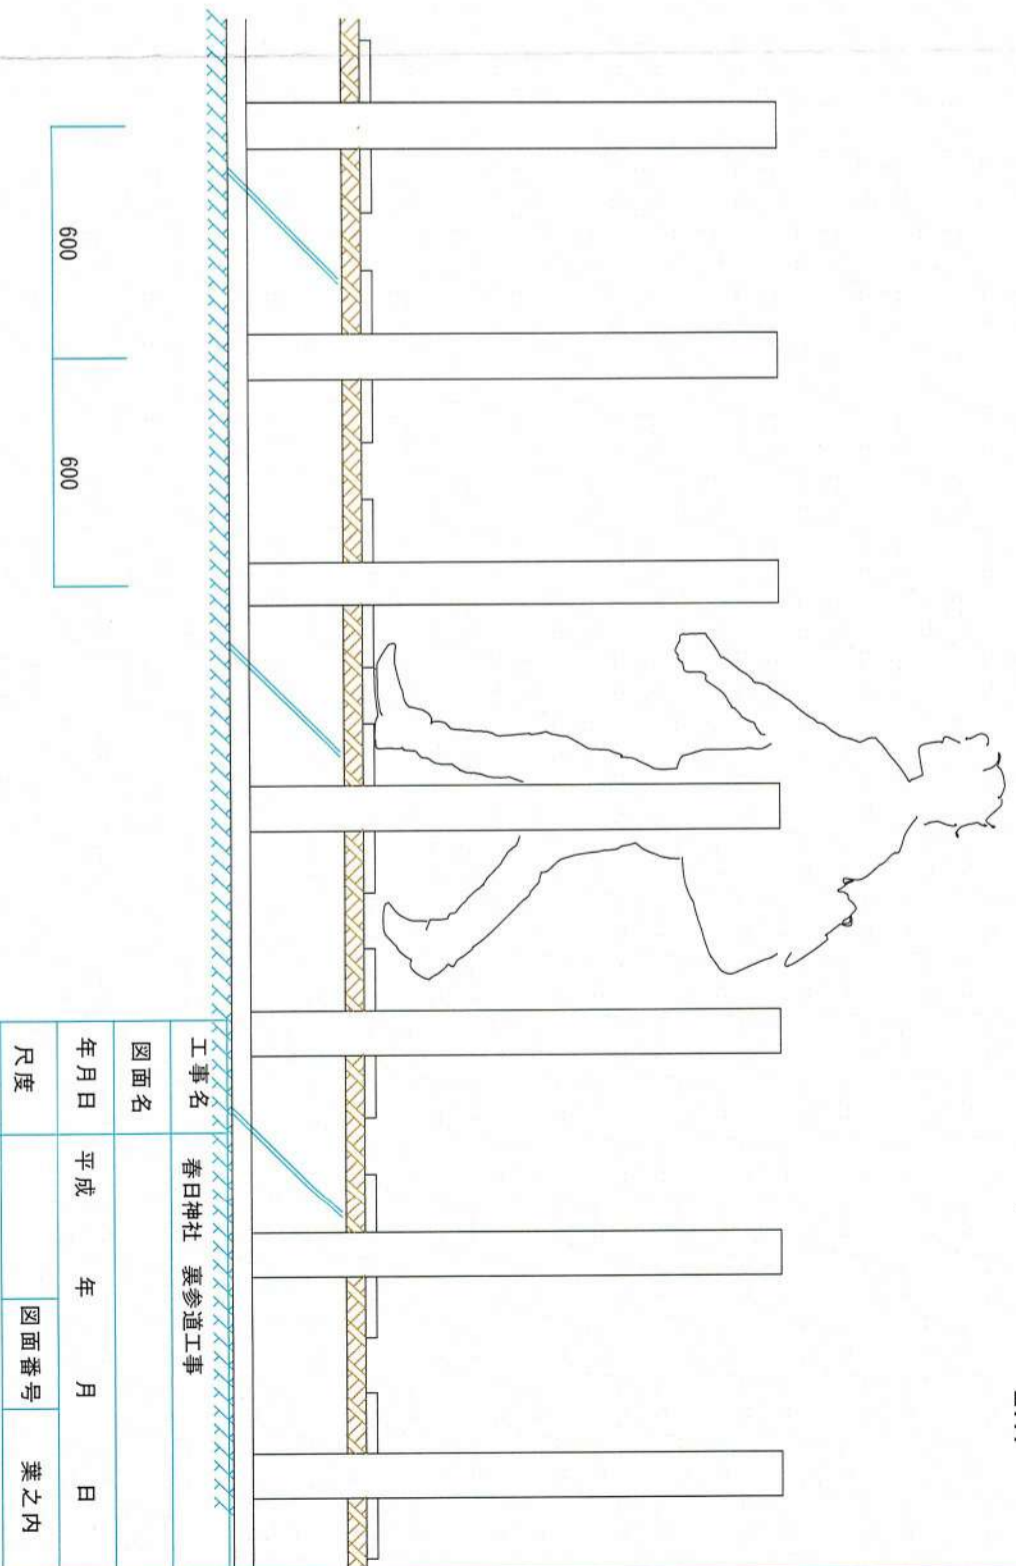 600
600
工事名 春日神社 裏参道工事
図面名
年月日 平成 年 月 日
尺度 図面番号 葉之内